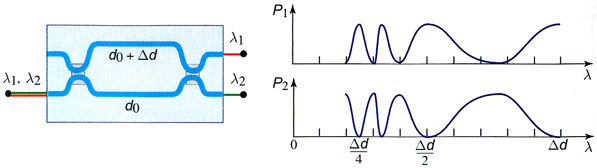 λ₁, λ₂
d₀ + Δd
d₀
λ₁
λ₂
P₁
λ
P₂
0
Δd/4
Δd/2
Δd
λ